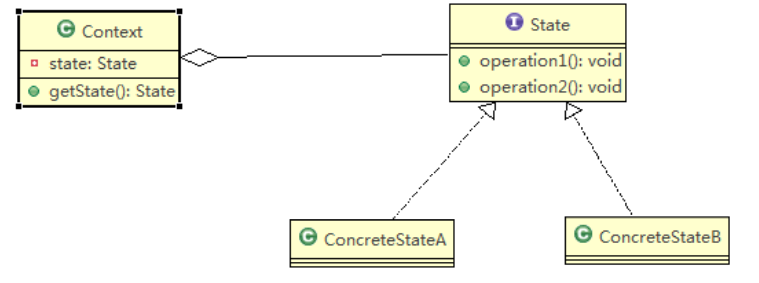 C Context
state: State
getState(): State
I State
operation1(): void
operation2(): void
C ConcreteStateA
C ConcreteStateB